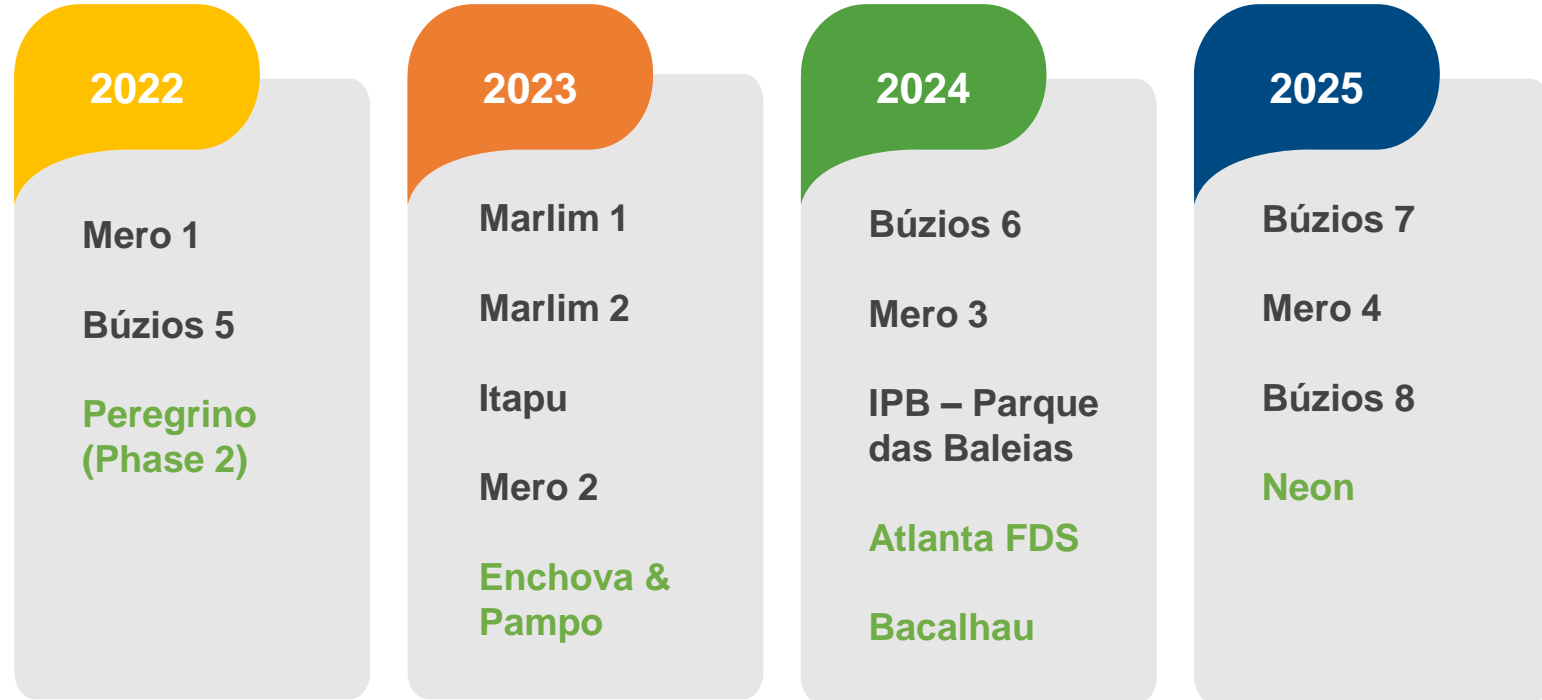 2022
Mero 1
Búzios 5
Peregrino
(Phase 2)
2023
Marlim 1
Marlim 2
Itapu
Mero 2
Enchova &
Pampo
2024
Búzios 6
Mero 3
IPB – Parque
das Baleias
Atlanta FDS
Bacalhau
2025
Búzios 7
Mero 4
Búzios 8
Neon